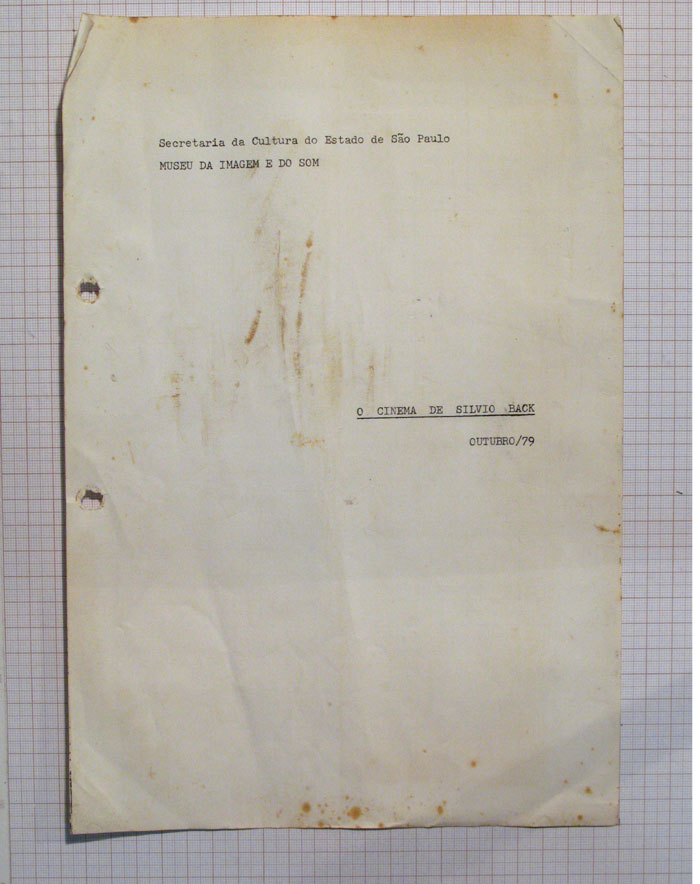 Secretaria da Cultura do Estado de São Paulo
MUSEU DA IMAGEM E DO SOM
O CINEMA DE SILVIO BACK
OUTUBRO/79